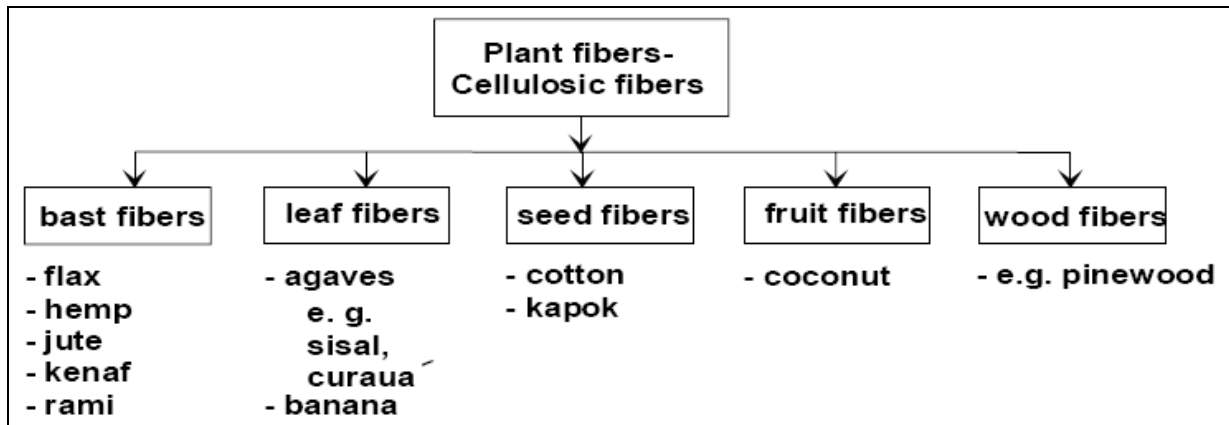 Plant fibers-
Cellulosic fibers
bast fibers
- flax
- hemp
- jute
- kenaf
- rami
leaf fibers
- agaves
e. g.
sisal,
curaua´
- banana
seed fibers
- cotton
- kapok
fruit fibers
- coconut
wood fibers
- e.g. pinewood